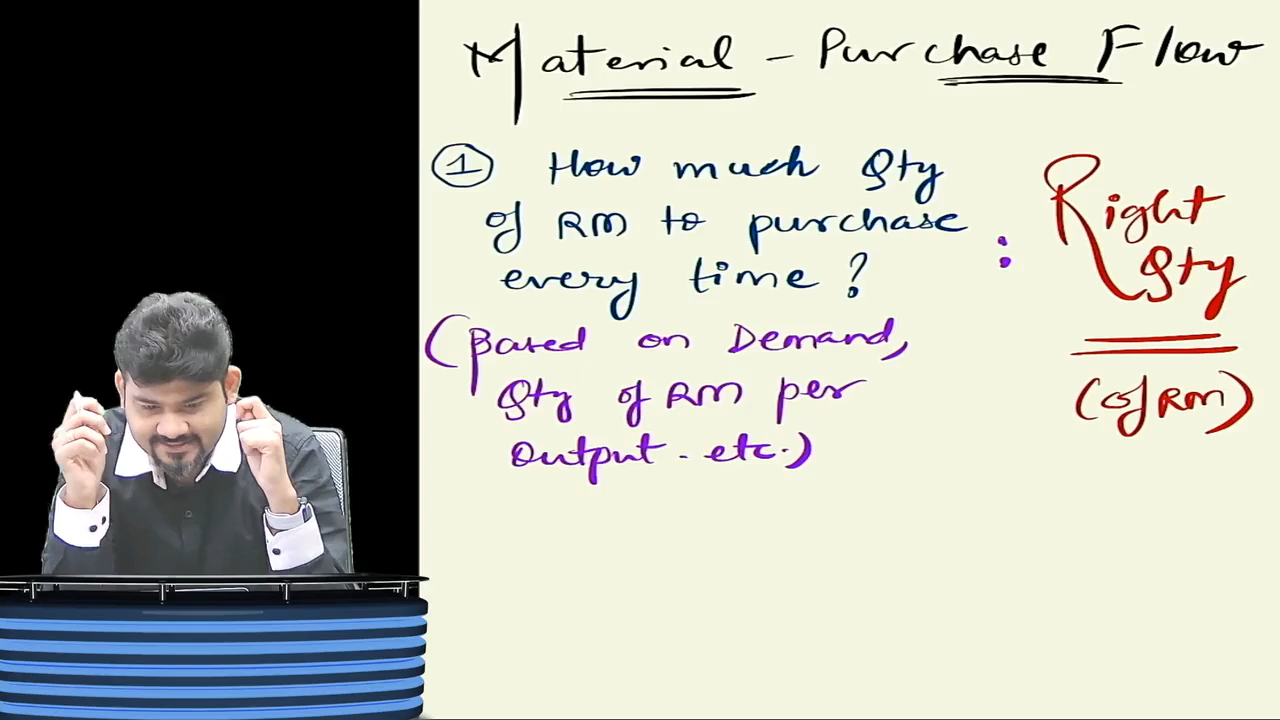 Material - Purchase Flow
① How much Qty
of RM to purchase
every time ?
: Right
Qty
(of RM)
(Based on Demand,
Qty of RM per
output. etc.)